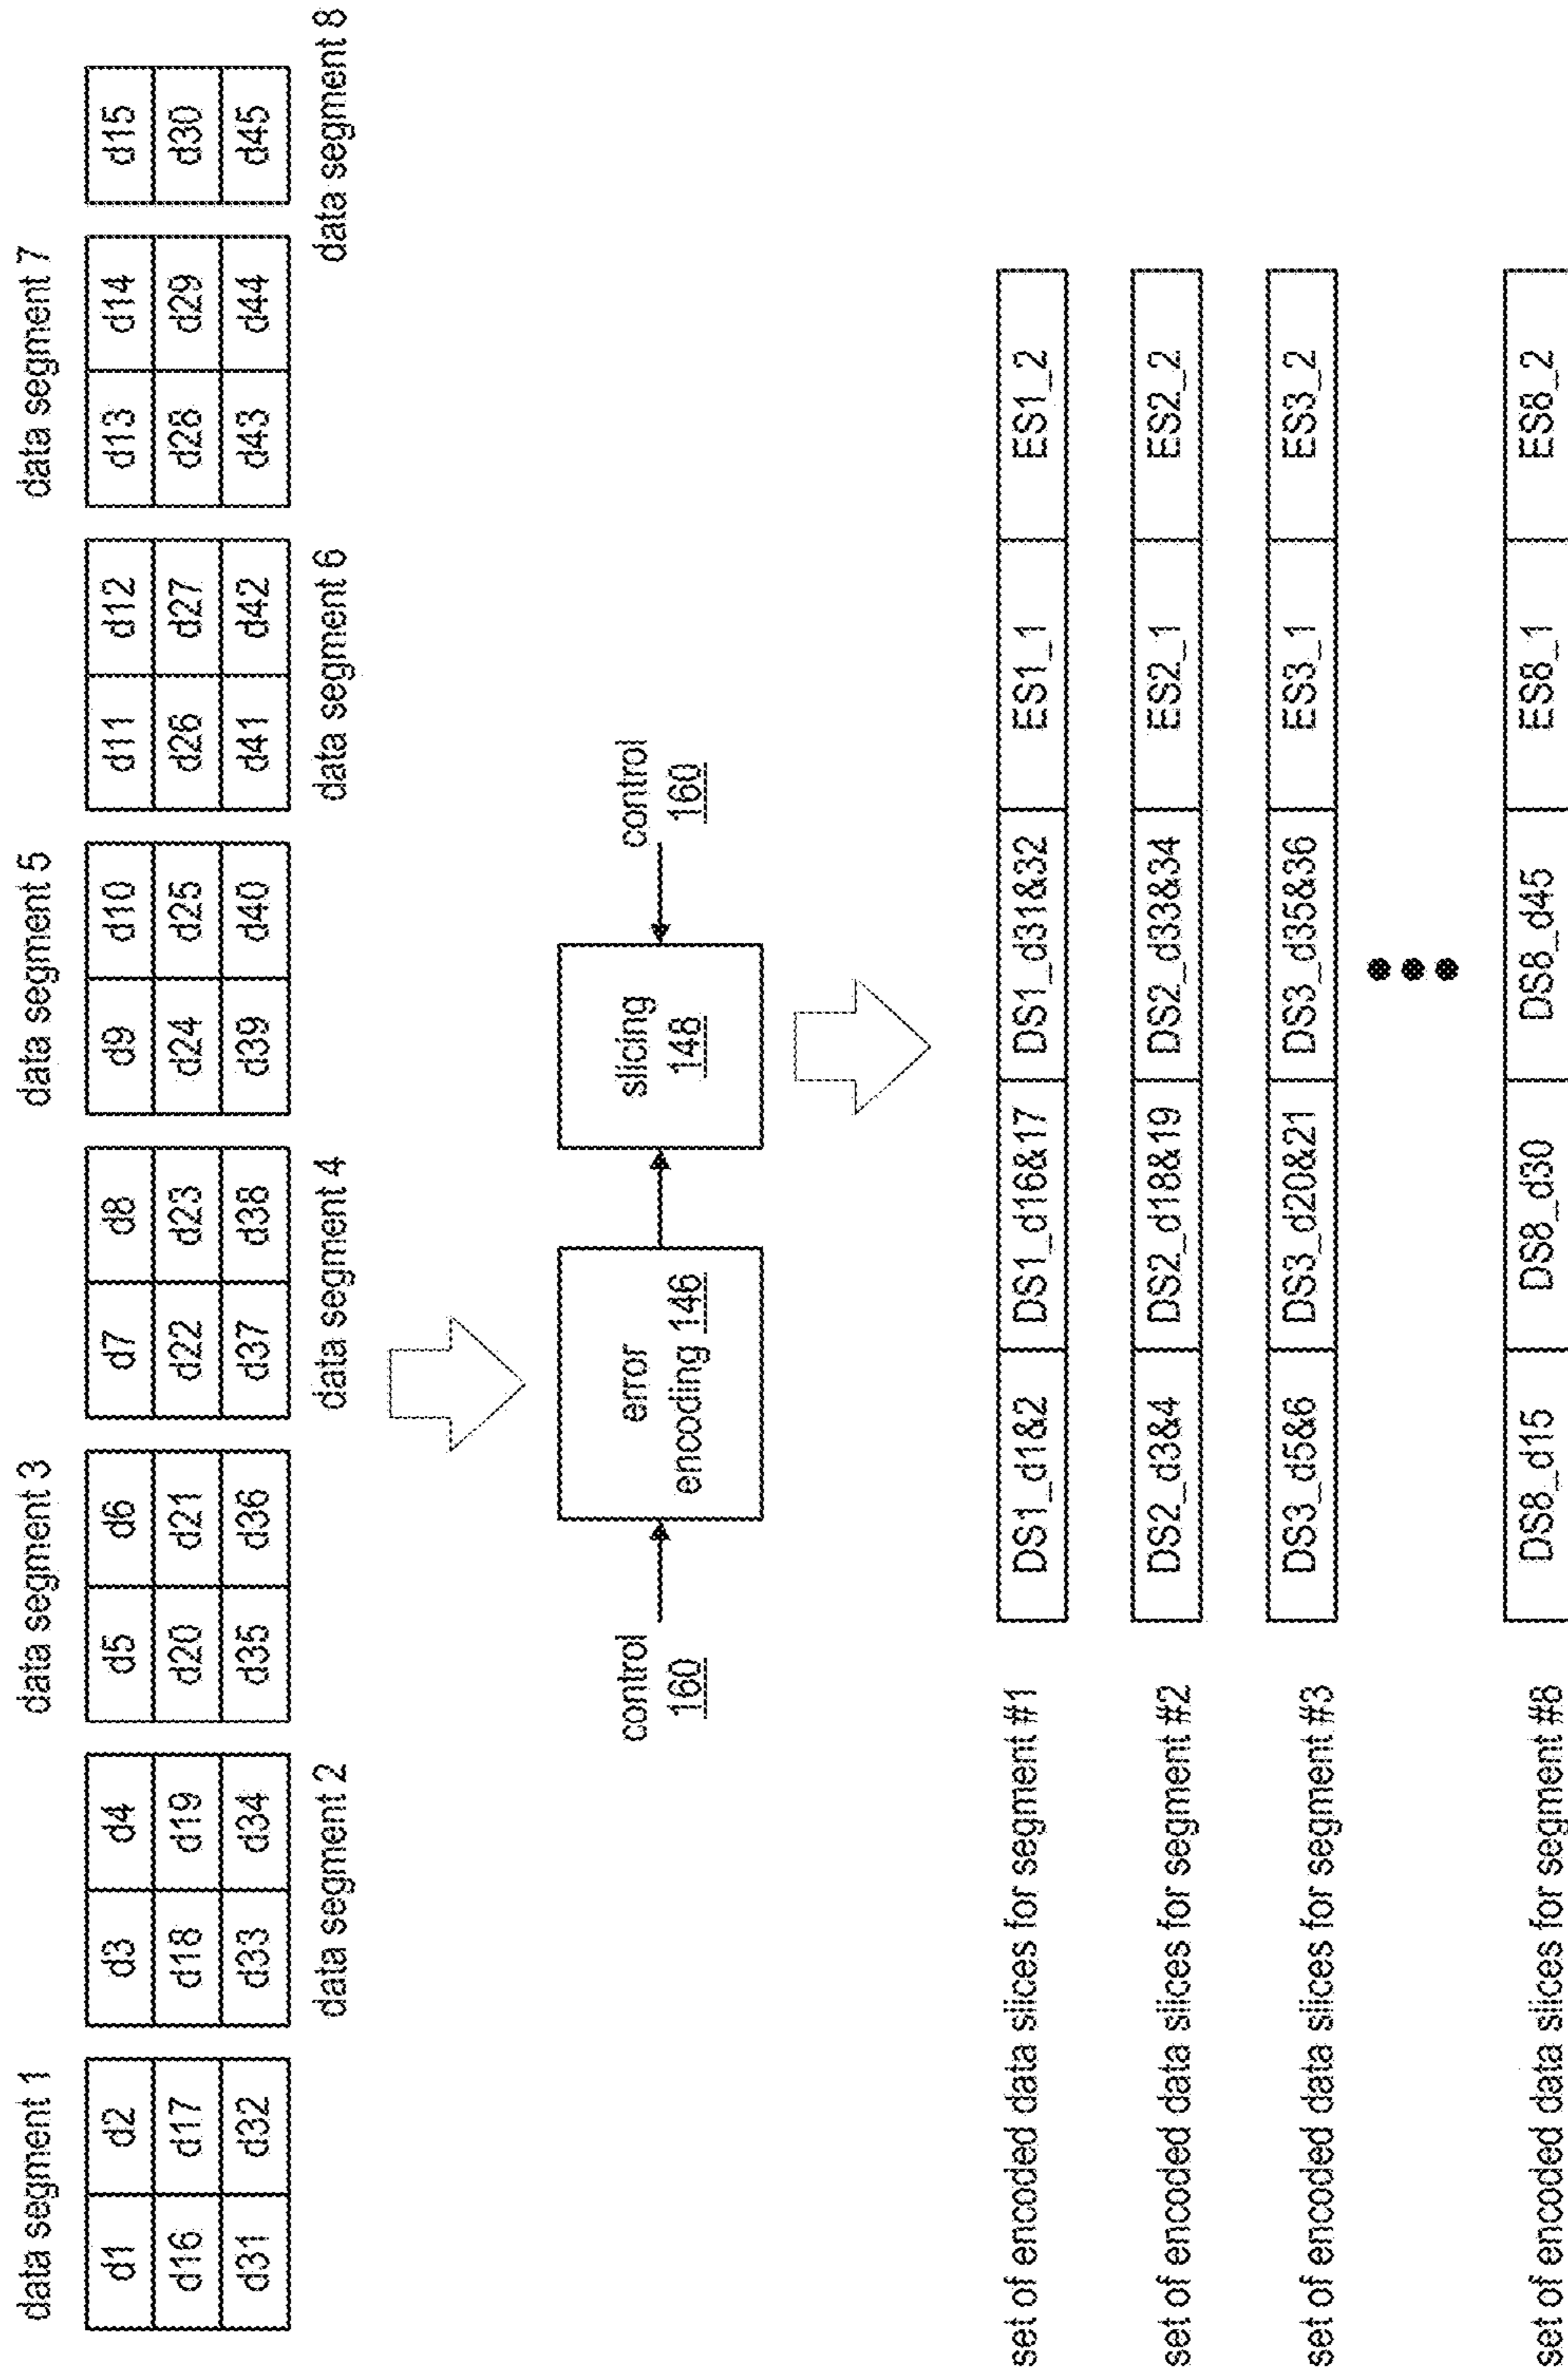 data segment 1
data segment 3
data segment 5
data segment 7
d1 d2 d3 d4 d5 d6 d7 d8 d9 d10 d11 d12 d13 d14 d15
d16 d17 d18 d19 d20 d21 d22 d23 d24 d25 d26 d27 d28 d29 d30
d31 d32 d33 d34 d35 d36 d37 d38 d39 d40 d41 d42 d43 d44 d45
data segment 2
data segment 4
data segment 6
data segment 8
control
160
error
encoding 146
slicing
148
control
160
set of encoded data slices for segment #1 DS1_d1&2 DS1_d16&17 DS1_d31&32 ES1_1 ES1_2
set of encoded data slices for segment #2 DS2_d3&4 DS2_d18&19 DS2_d33&34 ES2_1 ES2_2
set of encoded data slices for segment #3 DS3_d5&6 DS3_d20&21 DS3_d35&36 ES3_1 ES3_2
set of encoded data slices for segment #8 DS8_d15 DS8_d30 DS8_d45 ES8_1 ES8_2